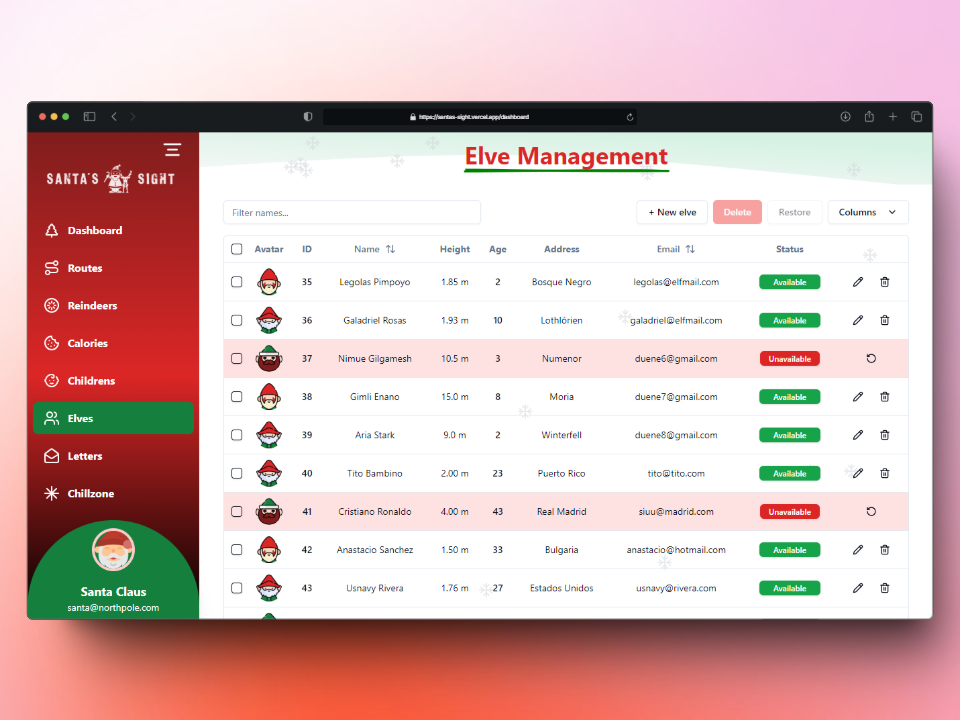 https://santas-sight.vercel.app/dashboard
SANTA'S SIGHT
Dashboard
Routes
Reindeers
Calories
Childrens
Elves
Letters
Chillzone
Santa Claus
santa@northpole.com
Elve Management
Filter names...
+ New elve Delete Restore Columns
Avatar ID Name Height Age Address Email Status
35 Legolas Pimpoyo 1.85 m 2 Bosque Negro legolas@elfmail.com Available
36 Galadriel Rosas 1.93 m 10 Lothlórien galadriel@elfmail.com Available
37 Nimue Gilgamesh 10.5 m 3 Numenor duene6@gmail.com Unavailable
38 Gimli Enano 15.0 m 8 Moria duene7@gmail.com Available
39 Aria Stark 9.0 m 2 Winterfell duene8@gmail.com Available
40 Tito Bambino 2.00 m 23 Puerto Rico tito@tito.com Available
41 Cristiano Ronaldo 4.00 m 43 Real Madrid siuu@madrid.com Unavailable
42 Anastacio Sanchez 1.50 m 33 Bulgaria anastacio@hotmail.com Available
43 Usnavy Rivera 1.76 m 27 Estados Unidos usnavy@rivera.com Available